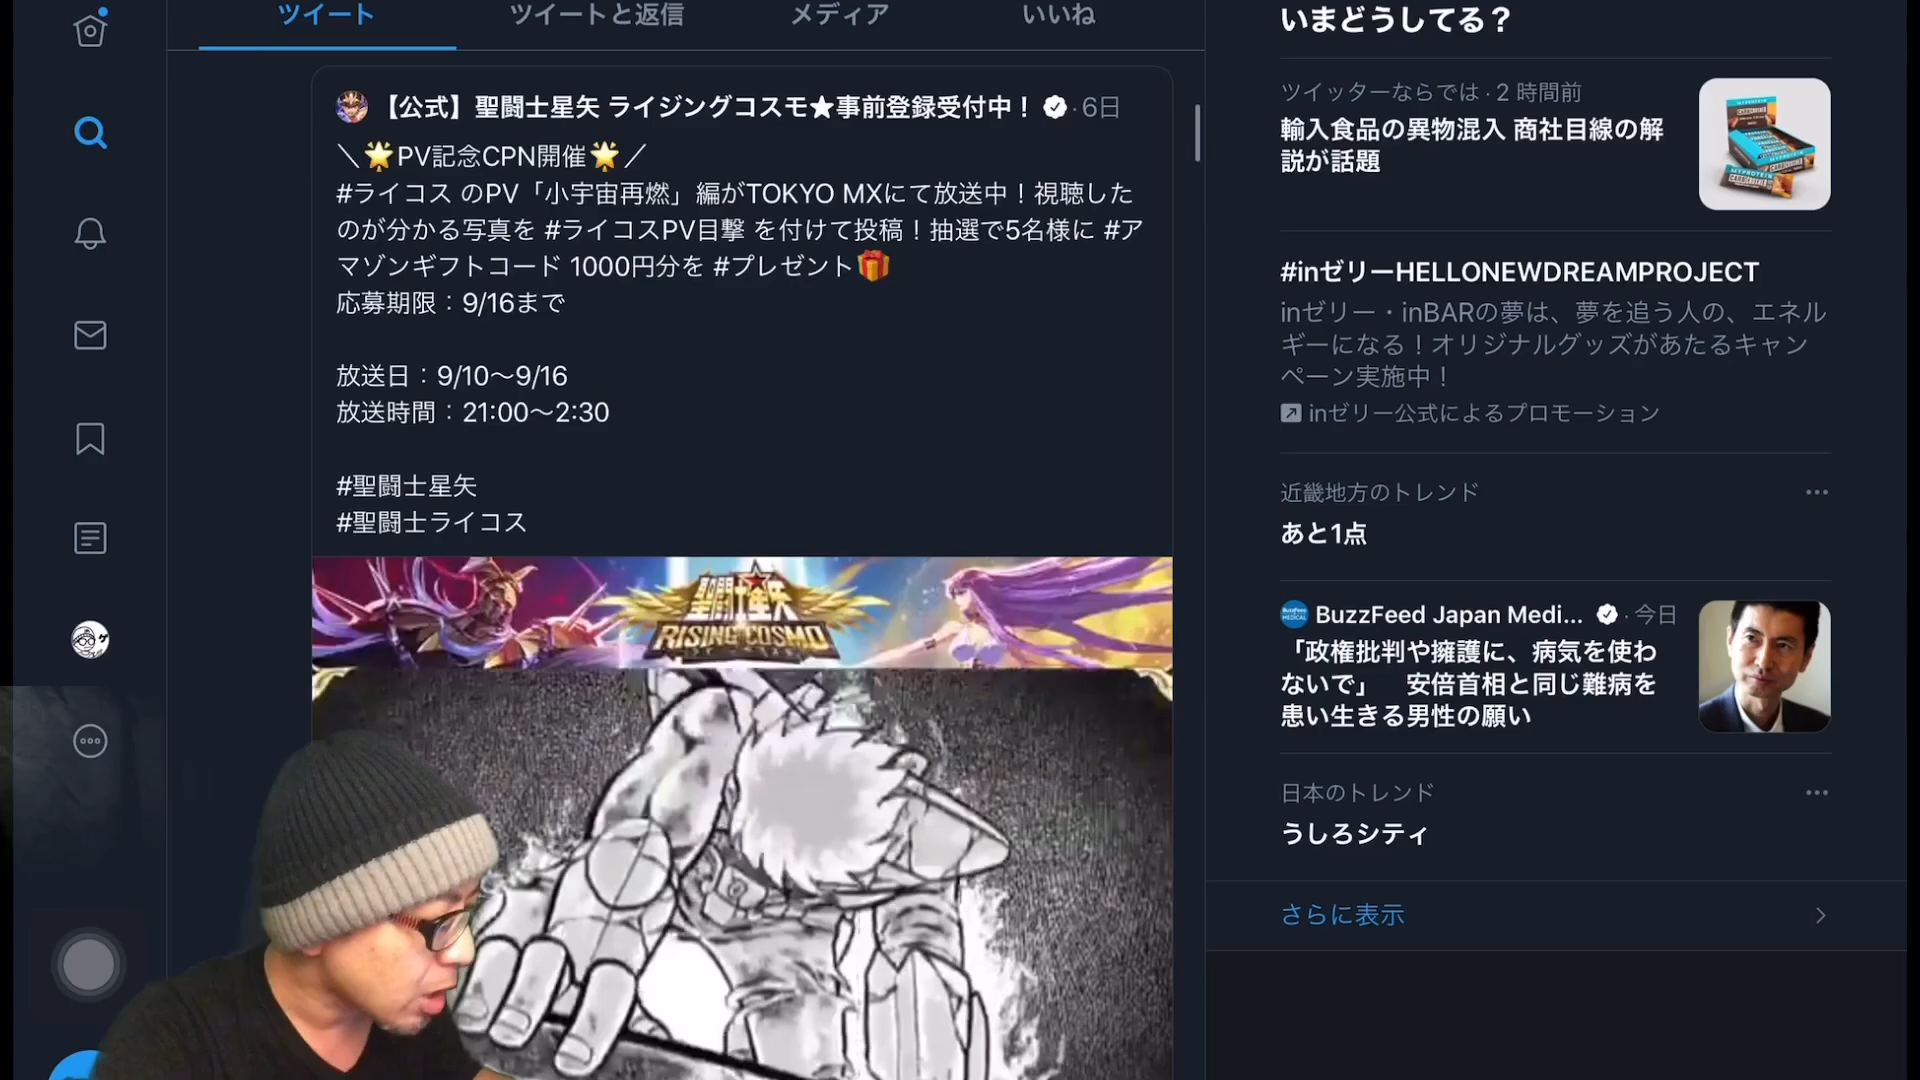 ツイート
ツイートと返信
メディア
いいね
【公式】聖闘士星矢 ライジングコスモ★事前登録受付中！ · 6日
＼🌟PV記念CPN開催🌟／
#ライコス のPV「小宇宙再燃」編がTOKYO MXにて放送中！視聴した
のが分かる写真を #ライコスPV目撃 を付けて投稿！抽選で5名様に #ア
マゾンギフトコード 1000円分を #プレゼント🎁
応募期限：9/16まで
放送日：9/10〜9/16
放送時間：21:00〜2:30
#聖闘士星矢
#聖闘士ライコス
聖闘士星矢
RISING COSMO
いまどうしてる？
ツイッターならでは · 2 時間前
輸入食品の異物混入 商社目線の解
説が話題
#inゼリーHELLONEWDREAMPROJECT
inゼリー・inBARの夢は、夢を追う人の、エネル
ギーになる！オリジナルグッズがあたるキャン
ペーン実施中！
inゼリー公式によるプロモーション
近畿地方のトレンド
あと1点
BuzzFeed Japan Medi... · 今日
「政権批判や擁護に、病気を使わ
ないで」　安倍首相と同じ難病を
患い生きる男性の願い
日本のトレンド
うしろシティ
さらに表示